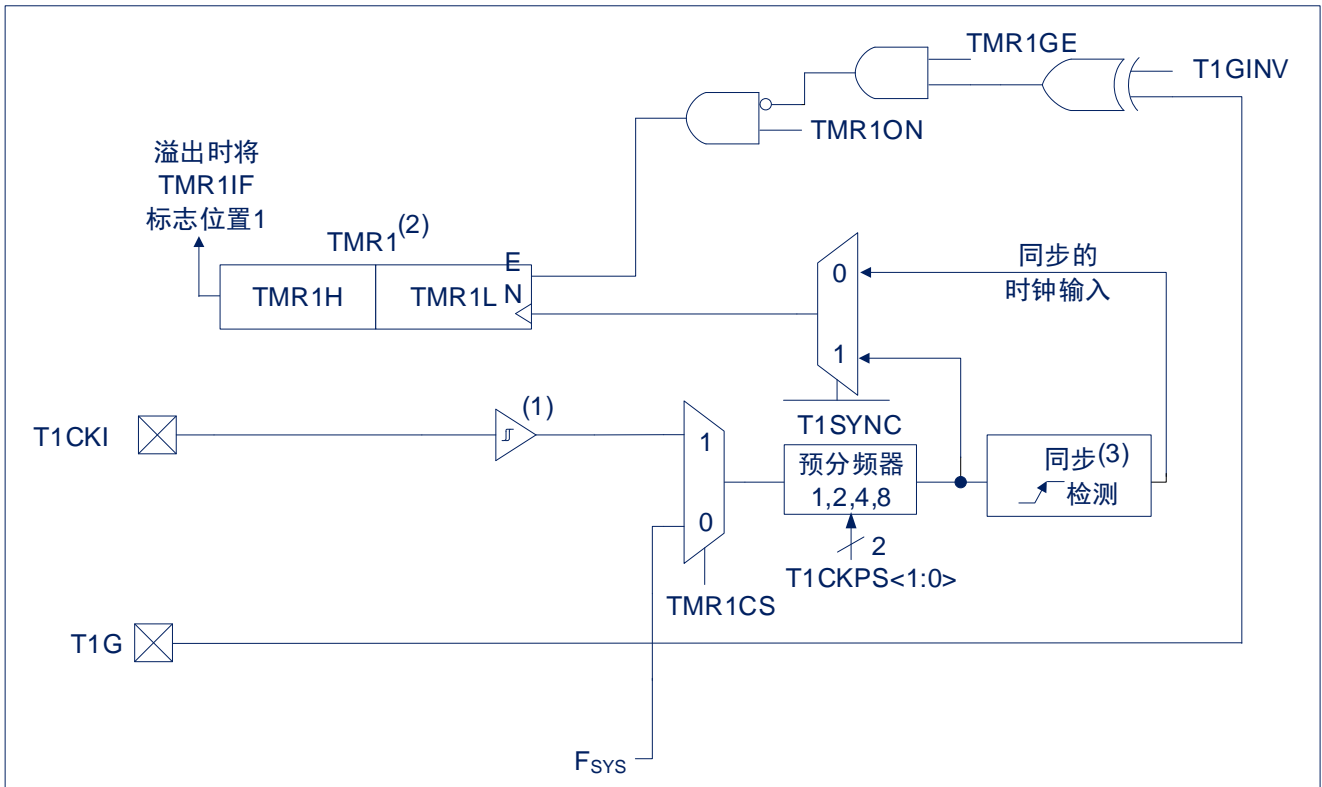 TMR1GE
T1GINV
TMR1ON
溢出时将
TMR1IF
标志位置1
TMR1(2)
E
N
TMR1H
TMR1L
0
1
同步的
时钟输入
T1SYNC
T1CKI
(1)
1
0
预分频器
1,2,4,8
同步(3)
检测
2
T1CKPS<1:0>
TMR1CS
T1G
FSYS